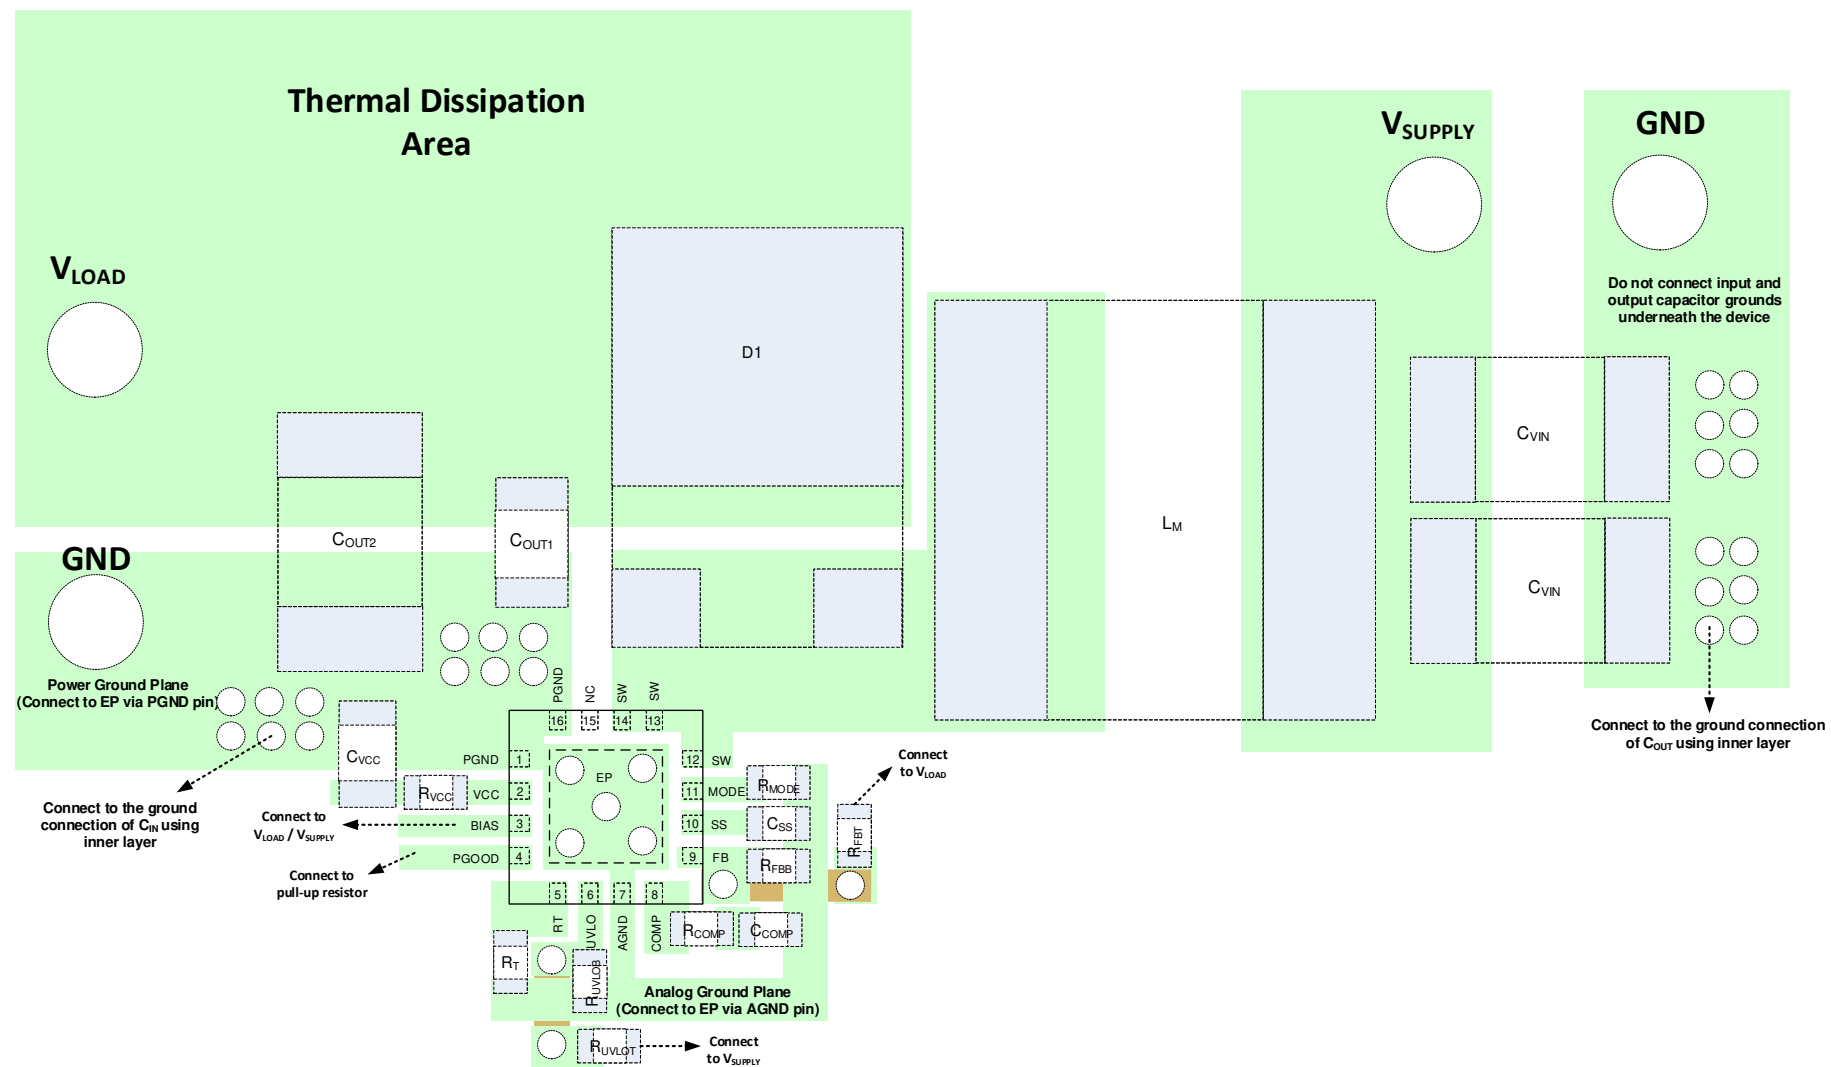 Thermal Dissipation
Area
VSUPPLY
GND
VLOAD
Do not connect input and
output capacitor grounds
underneath the device
D1
CVIN
LM
COUT2
COUT1
GND
CVIN
Power Ground Plane
(Connect to EP via PGND pin)
PGND
NC
SW
SW
16
15
14
13
Connect to the ground connection
of COUT using inner layer
CVCC
PGND
1
EP
12
SW
Connect
to VLOAD
RVCC
VCC
2
11
MODE
RMODE
Connect to the ground
connection of CIN using
inner layer
Connect to
VLOAD / VSUPPLY
BIAS
3
10
SS
CSS
RFBT
PGOOD
4
9
FB
RFBB
Connect to
pull-up resistor
5
6
7
8
RT
UVLO
AGND
COMP
RCOMP
CCOMP
RT
RUVLOB
Analog Ground Plane
(Connect to EP via AGND pin)
RUVLOT
Connect
to VSUPPLY